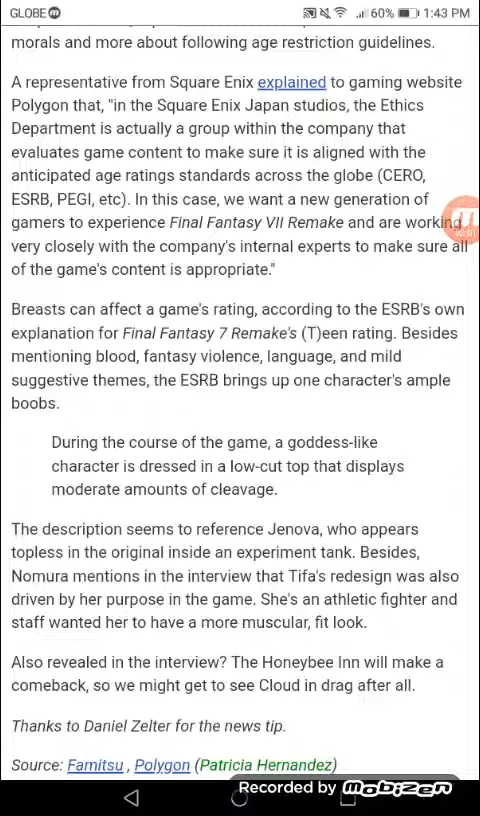 GLOBE 60% 1:43 PM
morals and more about following age restriction guidelines.
A representative from Square Enix explained to gaming website
Polygon that, "in the Square Enix Japan studios, the Ethics
Department is actually a group within the company that
evaluates game content to make sure it is aligned with the
anticipated age ratings standards across the globe (CERO,
ESRB, PEGI, etc). In this case, we want a new generation of
gamers to experience Final Fantasy VII Remake and are working
very closely with the company's internal experts to make sure all
of the game's content is appropriate."
02:01
Breasts can affect a game's rating, according to the ESRB's own
explanation for Final Fantasy 7 Remake's (T)een rating. Besides
mentioning blood, fantasy violence, language, and mild
suggestive themes, the ESRB brings up one character's ample
boobs.
During the course of the game, a goddess-like
character is dressed in a low-cut top that displays
moderate amounts of cleavage.
The description seems to reference Jenova, who appears
topless in the original inside an experiment tank. Besides,
Nomura mentions in the interview that Tifa's redesign was also
driven by her purpose in the game. She's an athletic fighter and
staff wanted her to have a more muscular, fit look.
Also revealed in the interview? The Honeybee Inn will make a
comeback, so we might get to see Cloud in drag after all.
Thanks to Daniel Zelter for the news tip.
Source: Famitsu , Polygon (Patricia Hernandez)
Recorded by mobizen